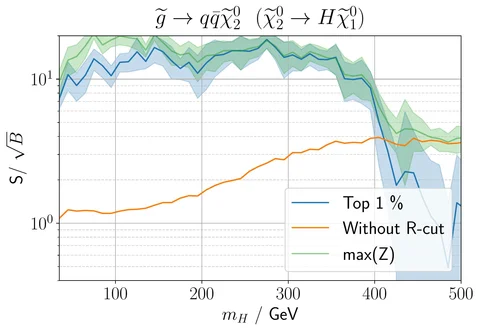 g̃ → qq̄χ̃⁰₂ (χ̃⁰₂ → Hχ̃⁰₁)
S/√B
10¹
10⁰
Top 1 %
Without R-cut
max(Z)
100 200 300 400 500
m_H / GeV